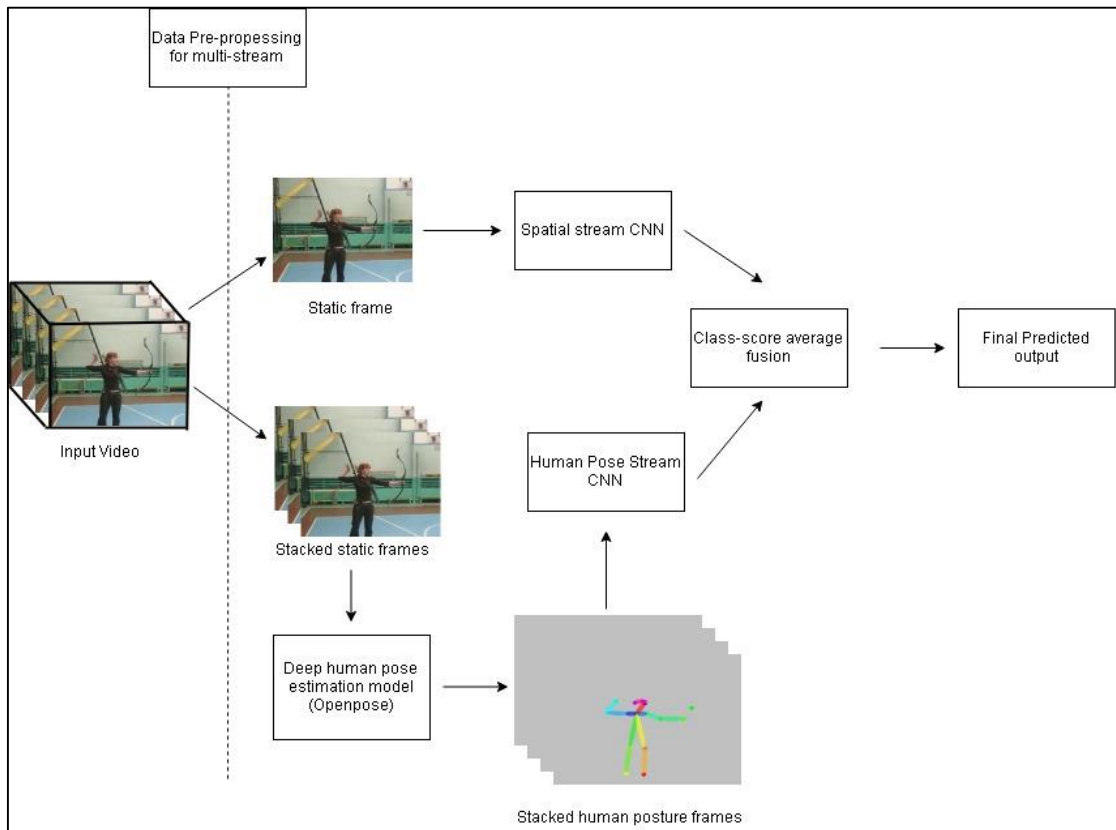 Data Pre-propessing
for multi-stream
Spatial stream CNN
Static frame
Class-score average
fusion
Final Predicted
output
Input Video
Human Pose Stream
CNN
Stacked static frames
Deep human pose
estimation model
(Openpose)
Stacked human posture frames